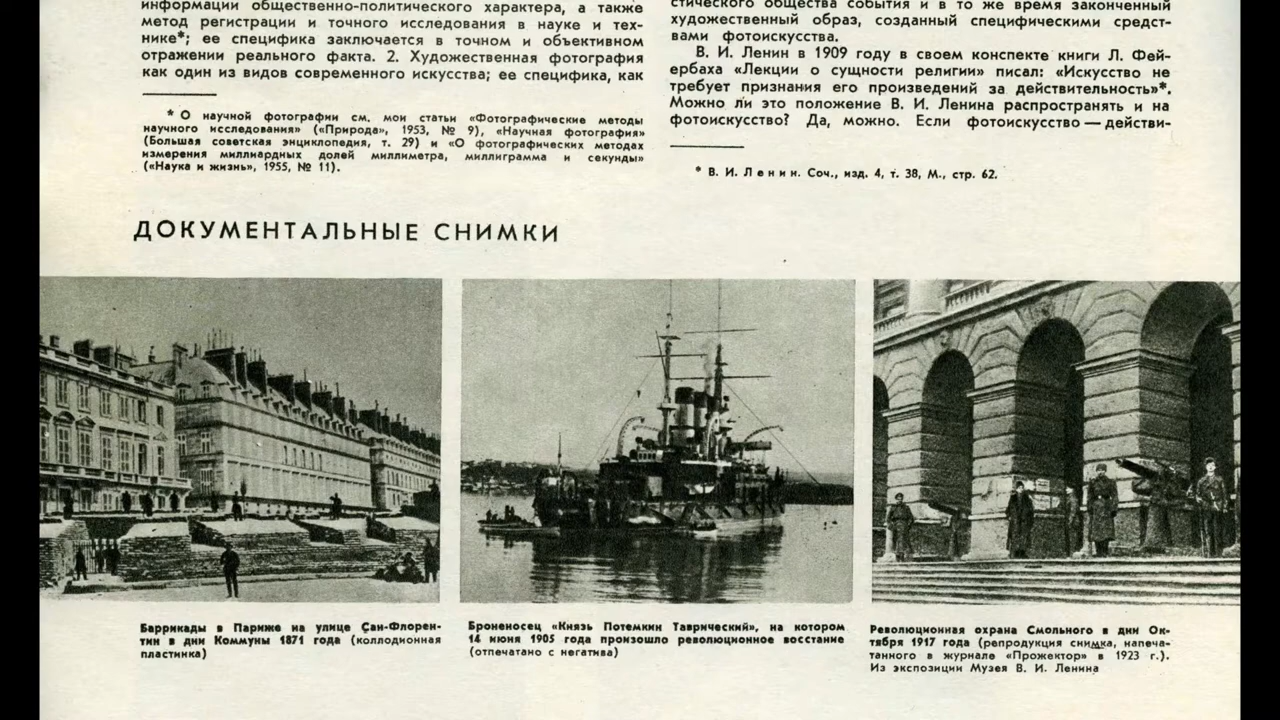 информации общественно-политического характера, а также
метод регистрации и точного исследования в науке и тех-
нике*; ее специфика заключается в точном и объективном
отражении реального факта. 2. Художественная фотография
как один из видов современного искусства; ее специфика, как
* О научной фотографии см. мои статьи «Фотографические методы
научного исследования» («Природа», 1953, № 9), «Научная фотография»
(Большая советская энциклопедия, т. 29) и «О фотографических методах
измерения миллиардных долей миллиметра, миллиграмма и секунды»
(«Наука и жизнь», 1955, № 11).
стического общества события и в то же время законченный
художественный образ, созданный специфическими средст-
вами фотоискусства.
В. И. Ленин в 1909 году в своем конспекте книги Л. Фей-
ербаха «Лекции о сущности религии» писал: «Искусство не
требует признания его произведений за действительность»*.
Можно ли это положение В. И. Ленина распространять и на
фотоискусство? Да, можно. Если фотоискусство — действи-
* В. И. Ленин. Соч., изд. 4, т. 38, М., стр. 62.
ДОКУМЕНТАЛЬНЫЕ СНИМКИ
Баррикады в Париже на улице Сан-Флорен-
тин в дни Коммуны 1871 года (коллодионная
пластинка)
Броненосец «Князь Потемкин Таврический», на котором
14 июня 1905 года произошло революционное восстание
(отпечатано с негатива)
Революционная охрана Смольного в дни Ок-
тября 1917 года (репродукция снимка, напеча-
танного в журнале «Прожектор» в 1923 г.).
Из экспозиции Музея В. И. Ленина